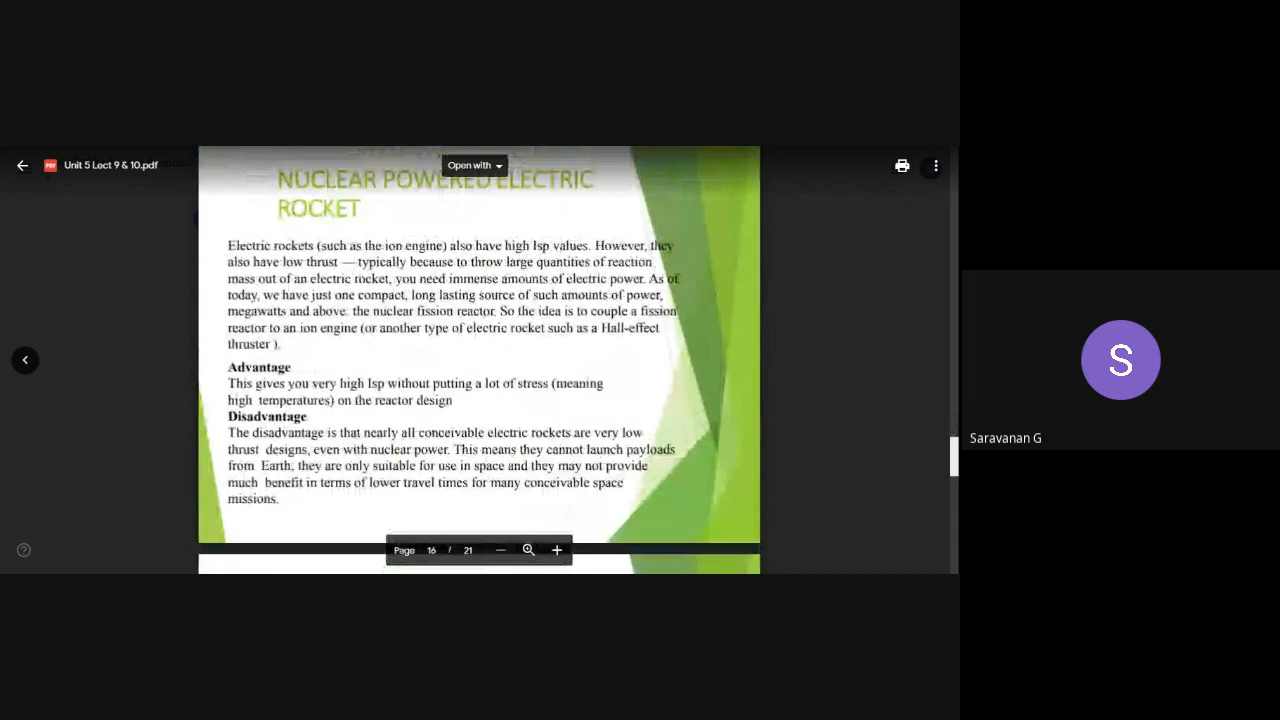 Unit 5 Lect 9 & 10.pdf
Open with
NUCLEAR POWERED ELECTRIC
ROCKET
Electric rockets (such as the ion engine) also have high Isp values. However, they
also have low thrust — typically because to throw large quantities of reaction
mass out of an electric rocket, you need immense amounts of electric power. As of
today, we have just one compact, long lasting source of such amounts of power,
megawatts and above: the nuclear fission reactor. So the idea is to couple a fission
reactor to an ion engine (or another type of electric rocket such as a Hall-effect
thruster ).
Advantage
This gives you very high Isp without putting a lot of stress (meaning
high temperatures) on the reactor design
Disadvantage
The disadvantage is that nearly all conceivable electric rockets are very low
thrust designs, even with nuclear power. This means they cannot launch payloads
from Earth; they are only suitable for use in space and they may not provide
much benefit in terms of lower travel times for many conceivable space
missions.
Page 16 / 21
S
Saravanan G